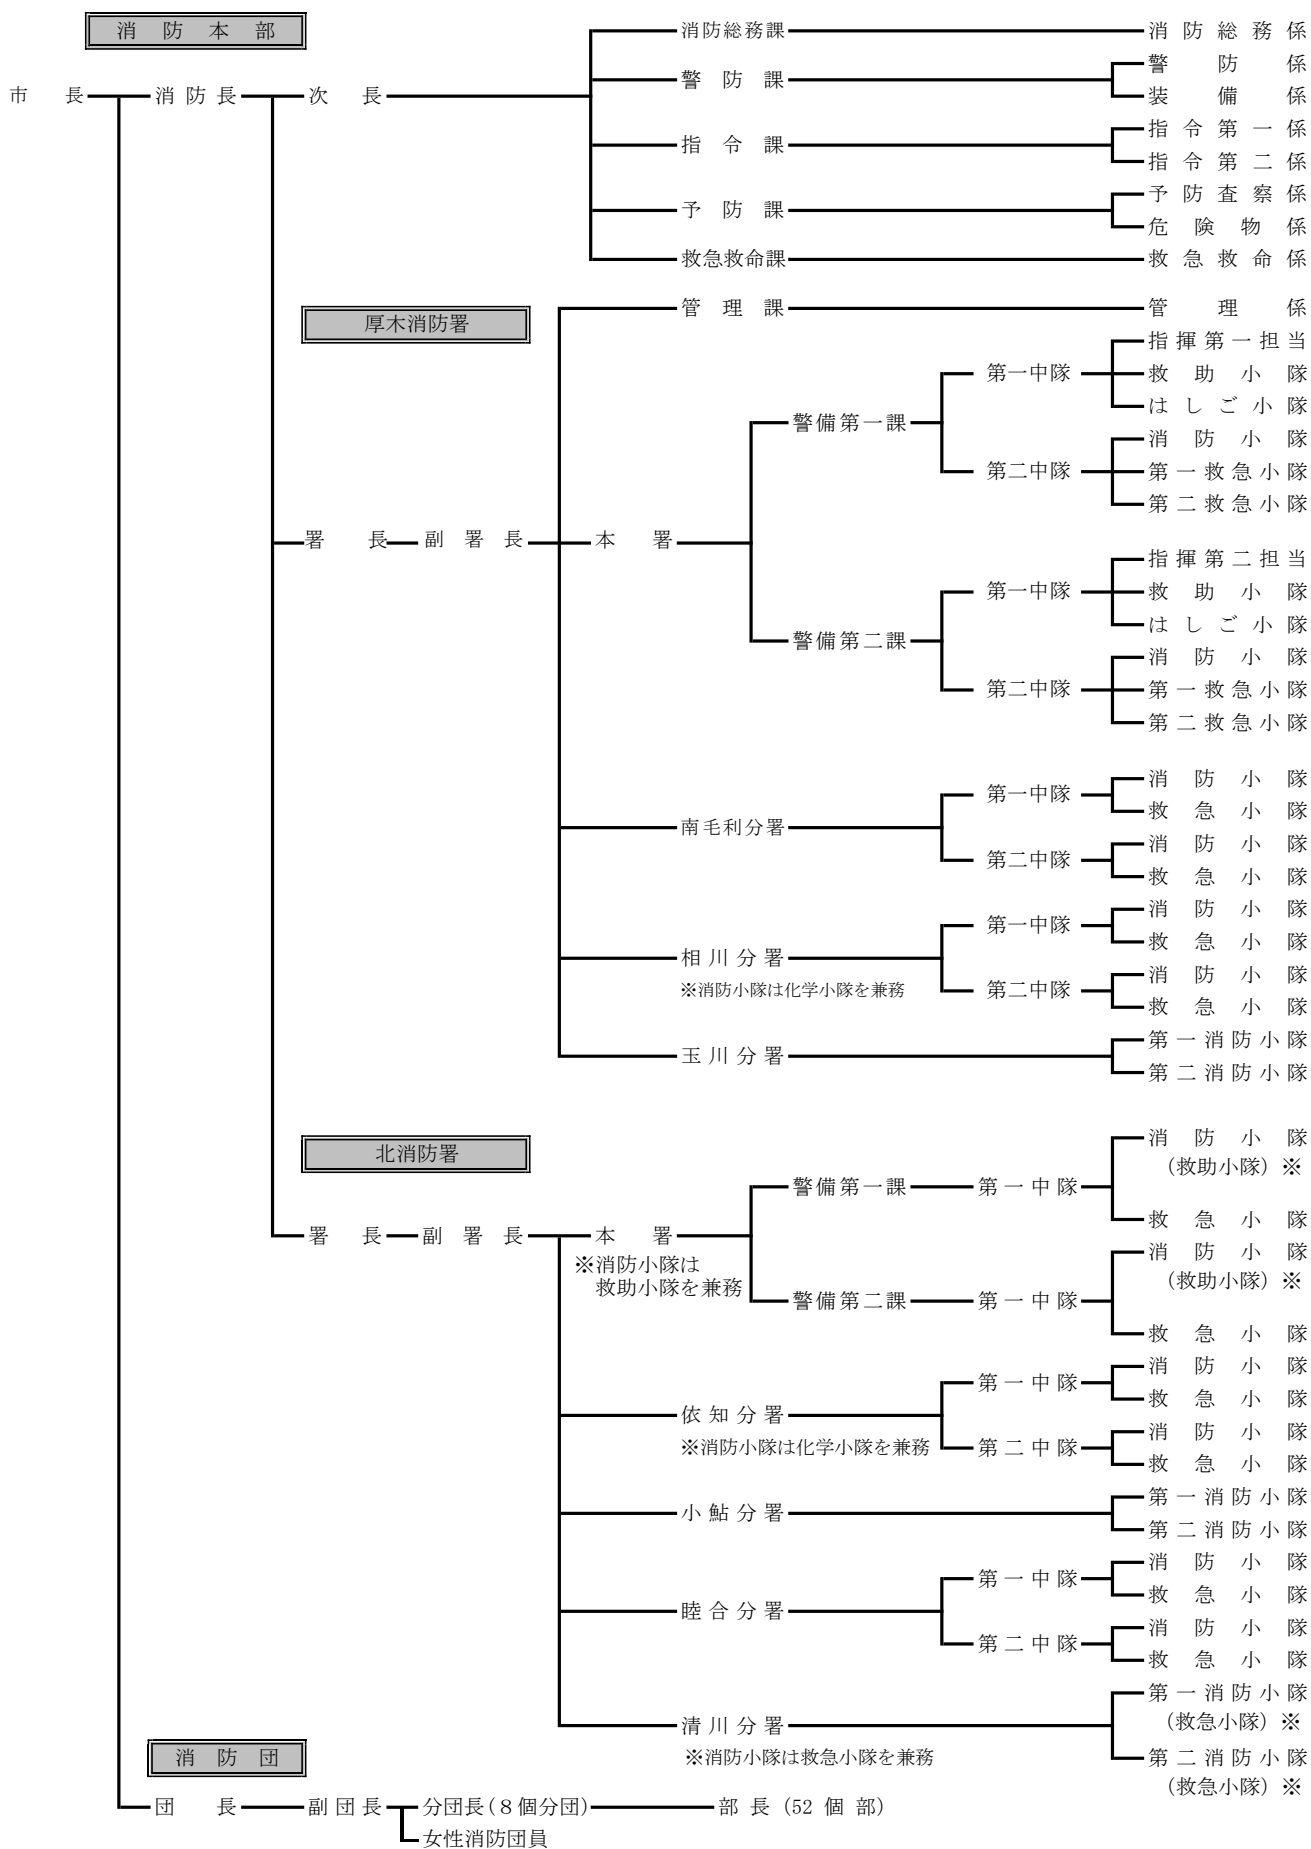 消防本部
消防総務課 消防総務係
警防課 警防係
市長 消防長 次長 装備係
指令課 指令第一係
指令第二係
予防課 予防査察係
危険物係
救急救命課 救急救命係
厚木消防署 管理課 管理係
指揮第一担当
第一中隊 救助小隊
はしご小隊
警備第一課
消防小隊
第二中隊 第一救急小隊
第二救急小隊
署長 副署長 本署
指揮第二担当
第一中隊 救助小隊
はしご小隊
警備第二課
消防小隊
第二中隊 第一救急小隊
第二救急小隊
消防小隊
第一中隊
救急小隊
南毛利分署
消防小隊
第二中隊
救急小隊
消防小隊
第一中隊
救急小隊
相川分署
消防小隊
※消防小隊は化学小隊を兼務 第二中隊
救急小隊
第一消防小隊
玉川分署
第二消防小隊
北消防署
消防小隊
(救助小隊)※
警備第一課 第一中隊
救急小隊
署長 副署長 本署
※消防小隊は
救助小隊を兼務
消防小隊
(救助小隊)※
警備第二課 第一中隊
救急小隊
消防小隊
第一中隊
救急小隊
依知分署
消防小隊
※消防小隊は化学小隊を兼務 第二中隊
救急小隊
第一消防小隊
小鮎分署
第二消防小隊
消防小隊
第一中隊
救急小隊
睦合分署
消防小隊
第二中隊
救急小隊
第一消防小隊
(救急小隊)※
清川分署
※消防小隊は救急小隊を兼務
第二消防小隊
(救急小隊)※
消防団
団長 副団長 分団長(8個分団) 部長(52個部)
女性消防団員